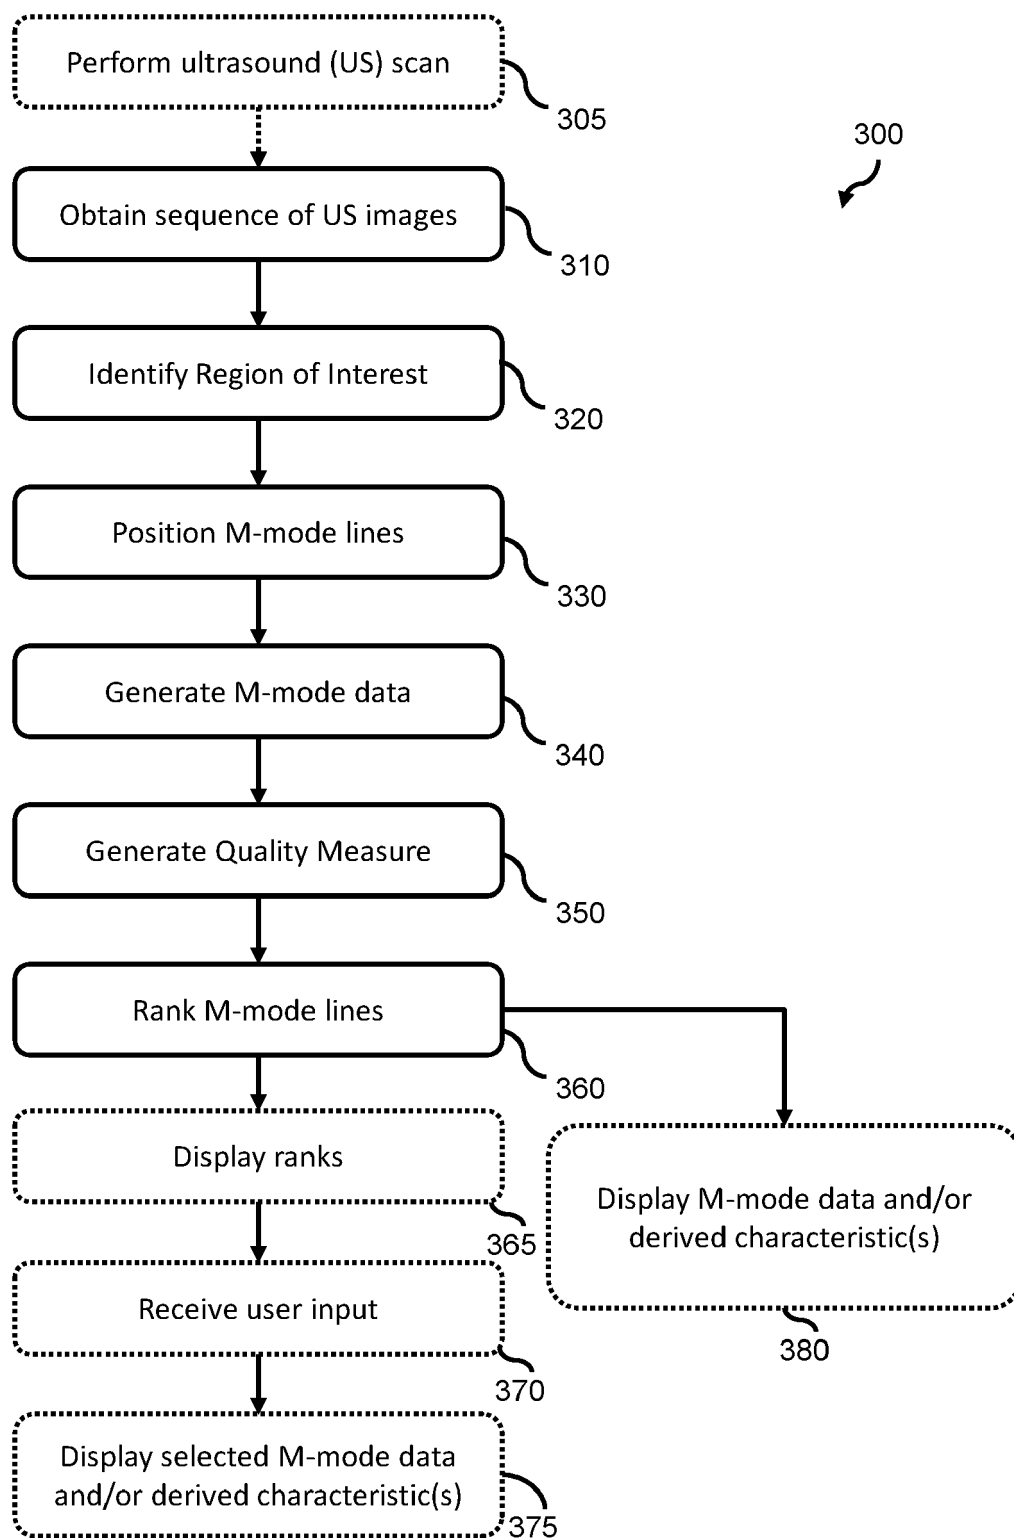 Perform ultrasound (US) scan
305
300
Obtain sequence of US images
310
Identify Region of Interest
320
Position M-mode lines
330
Generate M-mode data
340
Generate Quality Measure
350
Rank M-mode lines
360
Display ranks
365
Display M-mode data and/or
derived characteristic(s)
380
Receive user input
370
Display selected M-mode data
and/or derived characteristic(s)
375